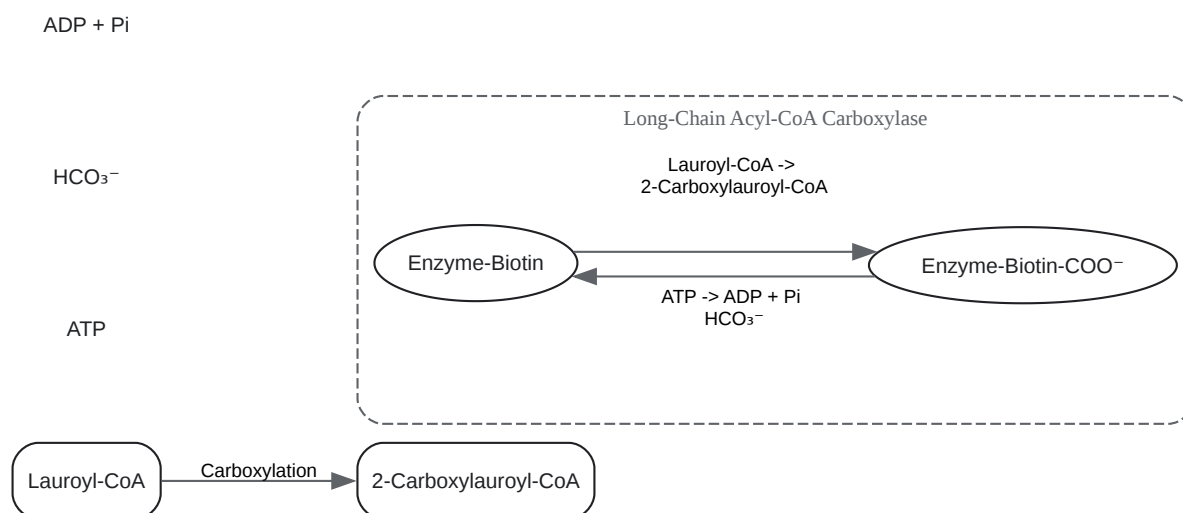 ADP + Pi
Long-Chain Acyl-CoA Carboxylase
Lauroyl-CoA ->
2-Carboxylauroyl-CoA
HCO₃⁻
Enzyme-Biotin
Enzyme-Biotin-COO⁻
ATP -> ADP + Pi
HCO₃⁻
ATP
Lauroyl-CoA
Carboxylation
2-Carboxylauroyl-CoA